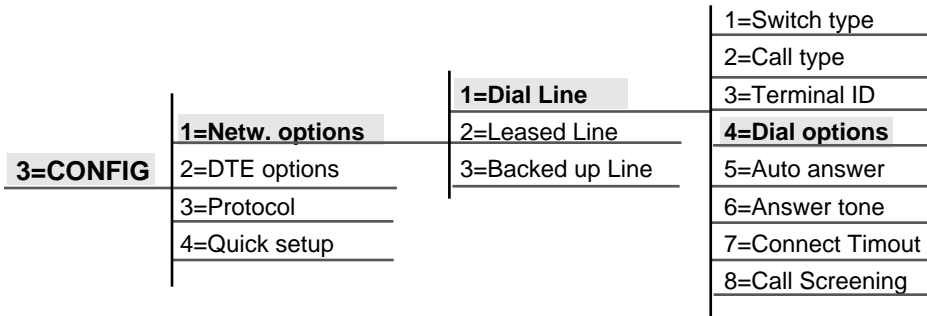 3=CONFIG
1=Netw. options
2=DTE options
3=Protocol
4=Quick setup
1=Dial Line
2=Leased Line
3=Backed up Line
1=Switch type
2=Call type
3=Terminal ID
4=Dial options
5=Auto answer
6=Answer tone
7=Connect Timout
8=Call Screening